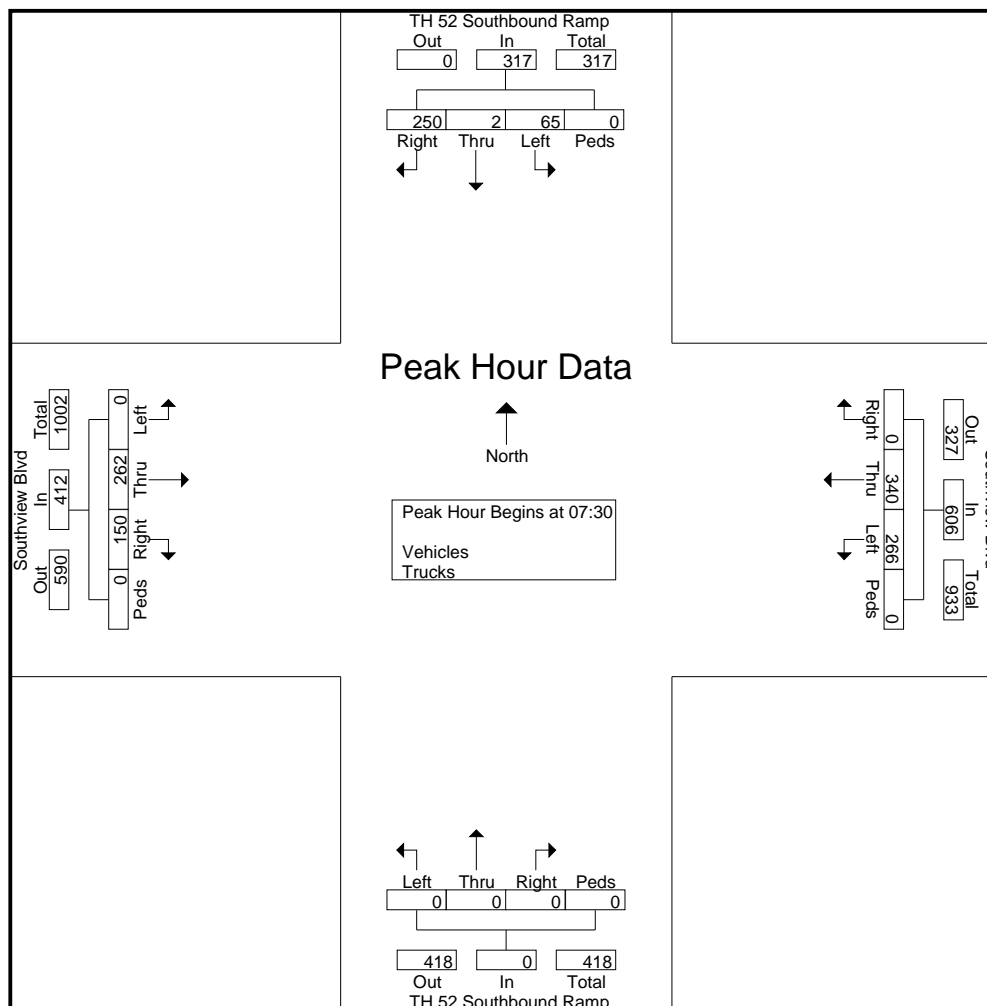 TH 52 Southbound Ramp
Out In Total
0 317 317
250 2 65 0
Right Thru Left Peds
Peak Hour Data
North
Peak Hour Begins at 07:30
Vehicles
Trucks
Southview Blvd
Total In Out
1002 412 590
0 262 150 0
Left Thru Right Peds
Out In Total
327 606 933
0 340 266 0
Right Thru Left Peds
Left Thru Right Peds
0 0 0 0
418 0 418
Out In Total
TH 52 Southbound Ramp